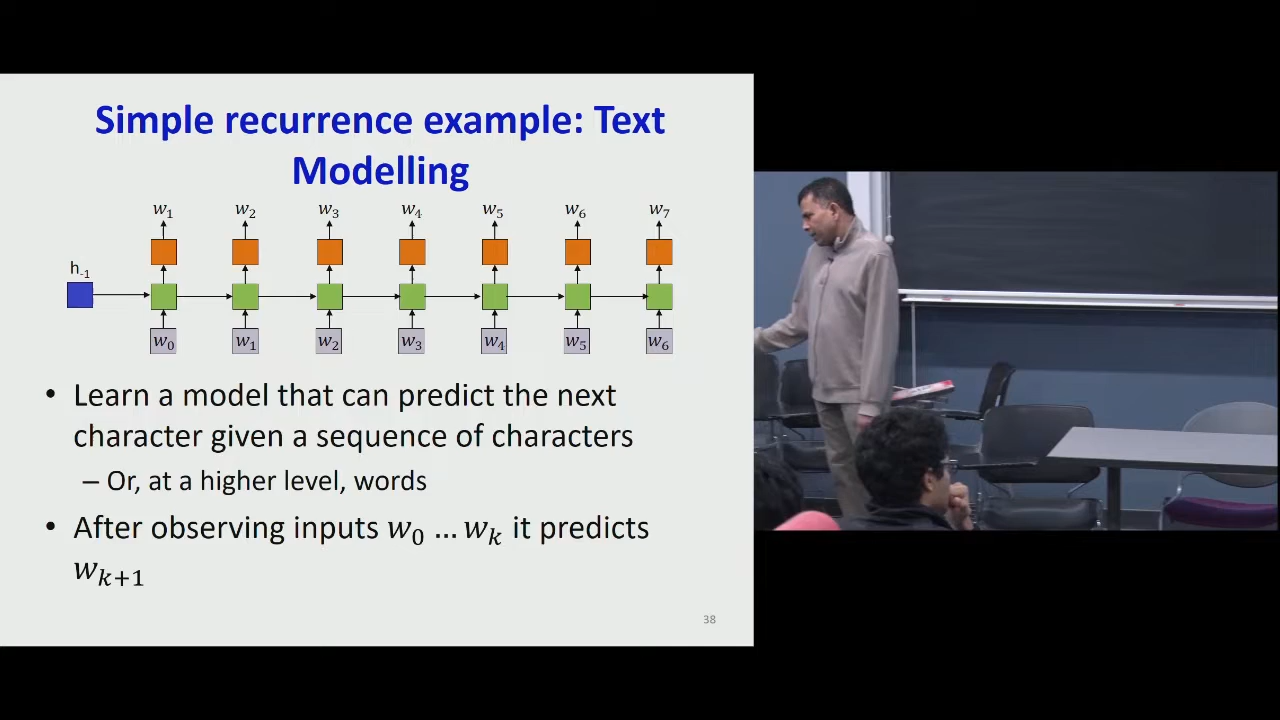 Simple recurrence example: Text
Modelling
w₁ w₂ w₃ w₄ w₅ w₆ w₇
h₋₁
w₀ w₁ w₂ w₃ w₄ w₅ w₆
• Learn a model that can predict the next
character given a sequence of characters
– Or, at a higher level, words
• After observing inputs w₀ … wₖ it predicts
wₖ₊₁
38